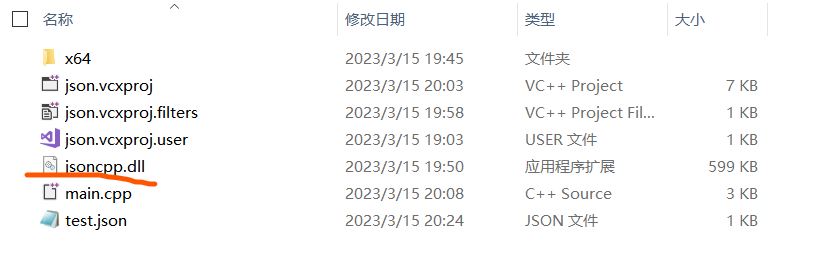 名称 修改日期 类型 大小
x64 2023/3/15 19:45 文件夹
json.vcxproj 2023/3/15 20:03 VC++ Project 7 KB
json.vcxproj.filters 2023/3/15 19:58 VC++ Project Fil... 1 KB
json.vcxproj.user 2023/3/15 19:03 USER 文件 1 KB
jsoncpp.dll 2023/3/15 19:50 应用程序扩展 599 KB
main.cpp 2023/3/15 20:08 C++ Source 3 KB
test.json 2023/3/15 20:24 JSON 文件 1 KB